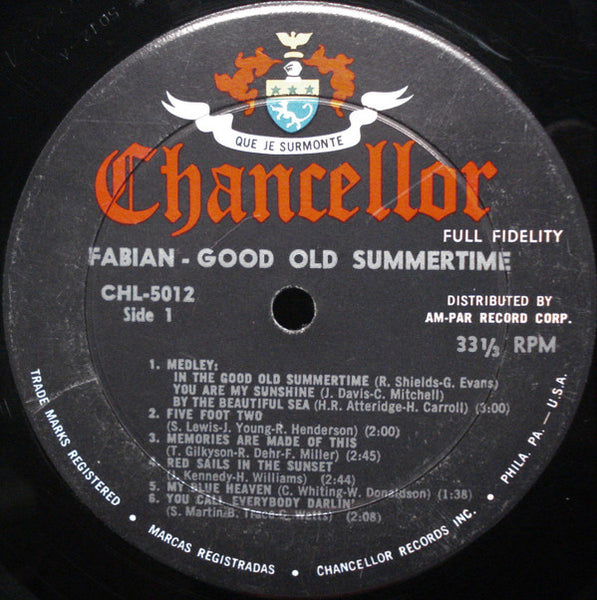 QUE JE SURMONTE
Chancellor
FULL FIDELITY
FABIAN - GOOD OLD SUMMERTIME
CHL-5012
Side 1
DISTRIBUTED BY
AM-PAR RECORD CORP.
33 1/3 RPM
1. MEDLEY:
IN THE GOOD OLD SUMMERTIME (R. Shields-G. Evans)
YOU ARE MY SUNSHINE (J. Davis-C. Mitchell)
BY THE BEAUTIFUL SEA (H.R. Atteridge-H. Carroll) (3:00)
2. FIVE FOOT TWO
(S. Lewis-J. Young-R. Henderson) (2:00)
3. MEMORIES ARE MADE OF THIS
(T. Gilkyson-R. Dehr-F. Miller) (2:45)
4. RED SAILS IN THE SUNSET
(J. Kennedy-H. Williams) (2:44)
5. MY BLUE HEAVEN (C. Whiting-W. Donaldson) (1:38)
6. YOU CALL EVERYBODY DARLIN'
(S. Martin-B. Trace-C. Watts) (2:08)
TRADE MARKS REGISTERED • MARCAS REGISTRADAS • CHANCELLOR RECORDS INC. • PHILA. PA. — U.S.A.